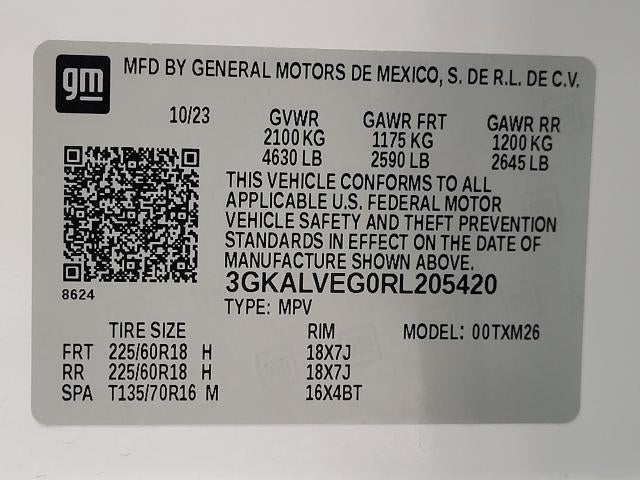 gm
MFD BY GENERAL MOTORS DE MEXICO, S. DE R.L. DE C.V.
10/23 GVWR GAWR FRT GAWR RR
2100 KG 1175 KG 1200 KG
4630 LB 2590 LB 2645 LB
THIS VEHICLE CONFORMS TO ALL
APPLICABLE U.S. FEDERAL MOTOR
VEHICLE SAFETY AND THEFT PREVENTION
STANDARDS IN EFFECT ON THE DATE OF
MANUFACTURE SHOWN ABOVE.
3GKALVEG0RL205420
8624
TYPE: MPV
TIRE SIZE RIM MODEL: 00TXM26
FRT 225/60R18 H 18X7J
RR 225/60R18 H 18X7J
SPA T135/70R16 M 16X4BT